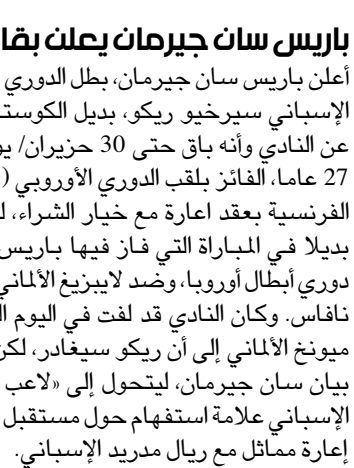 باريس سان جيرمان يعلن بقا
أعلن باريس سان جيرمان، بطل الدوري
الإسباني سيرخيو ريكو، بديل الكوستـ
عن النادي وأنه باق حتى 30 حزيران/ يو
27 عاما، الفائز بلقب الدوري الأوروبي (
الفرنسية بعقد اعارة مع خيار الشراء، لـ
بديلا في المباراة التي فاز فيها باريس
دوري أبطال أوروبا، وضد لايبزيغ الألماني
نافاس. وكان النادي قد لفت في اليوم الـ
ميونخ الألماني إلى أن ريكو سيغادر، لكن
بيان سان جيرمان، ليتحول إلى «لاعب
الإسباني علامة استفهام حول مستقبل
إعارة مماثل مع ريال مدريد الإسباني.